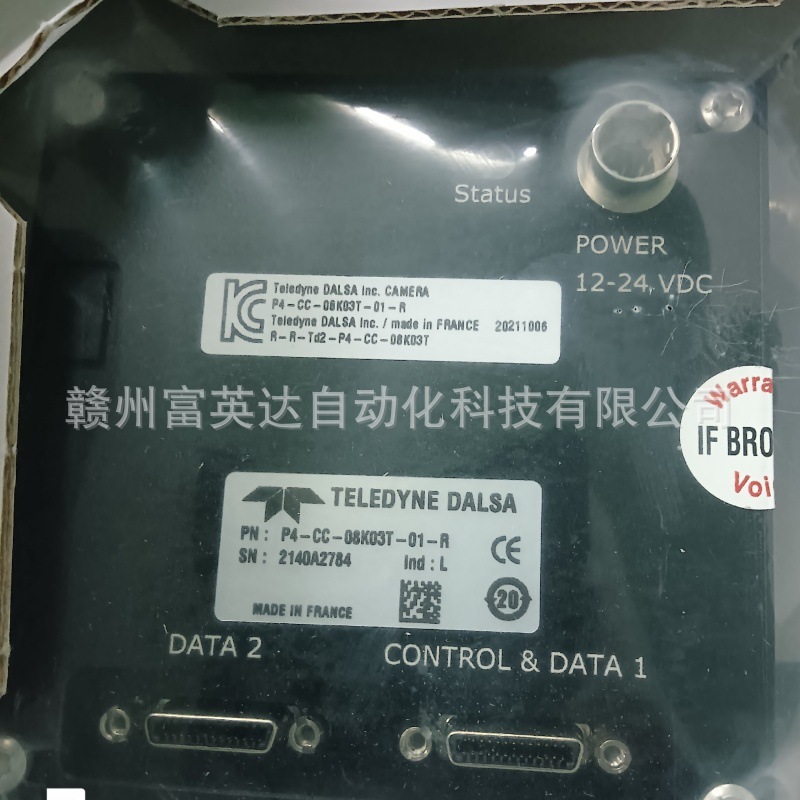 Status
POWER
12-24 VDC
Teledyne DALSA Inc. CAMERA
P4-CC-08K03T-01-R
Teledyne DALSA Inc. / made in FRANCE 20211006
R-R-Td2-P4-CC-08K03T
赣州富英达自动化科技有限公司
Warra
IF BRO
Voi
TELEDYNE DALSA
PN: P4-CC-08K03T-01-R
SN: 2140A2784 Ind: L
CE
20
MADE IN FRANCE
DATA 2
CONTROL & DATA 1